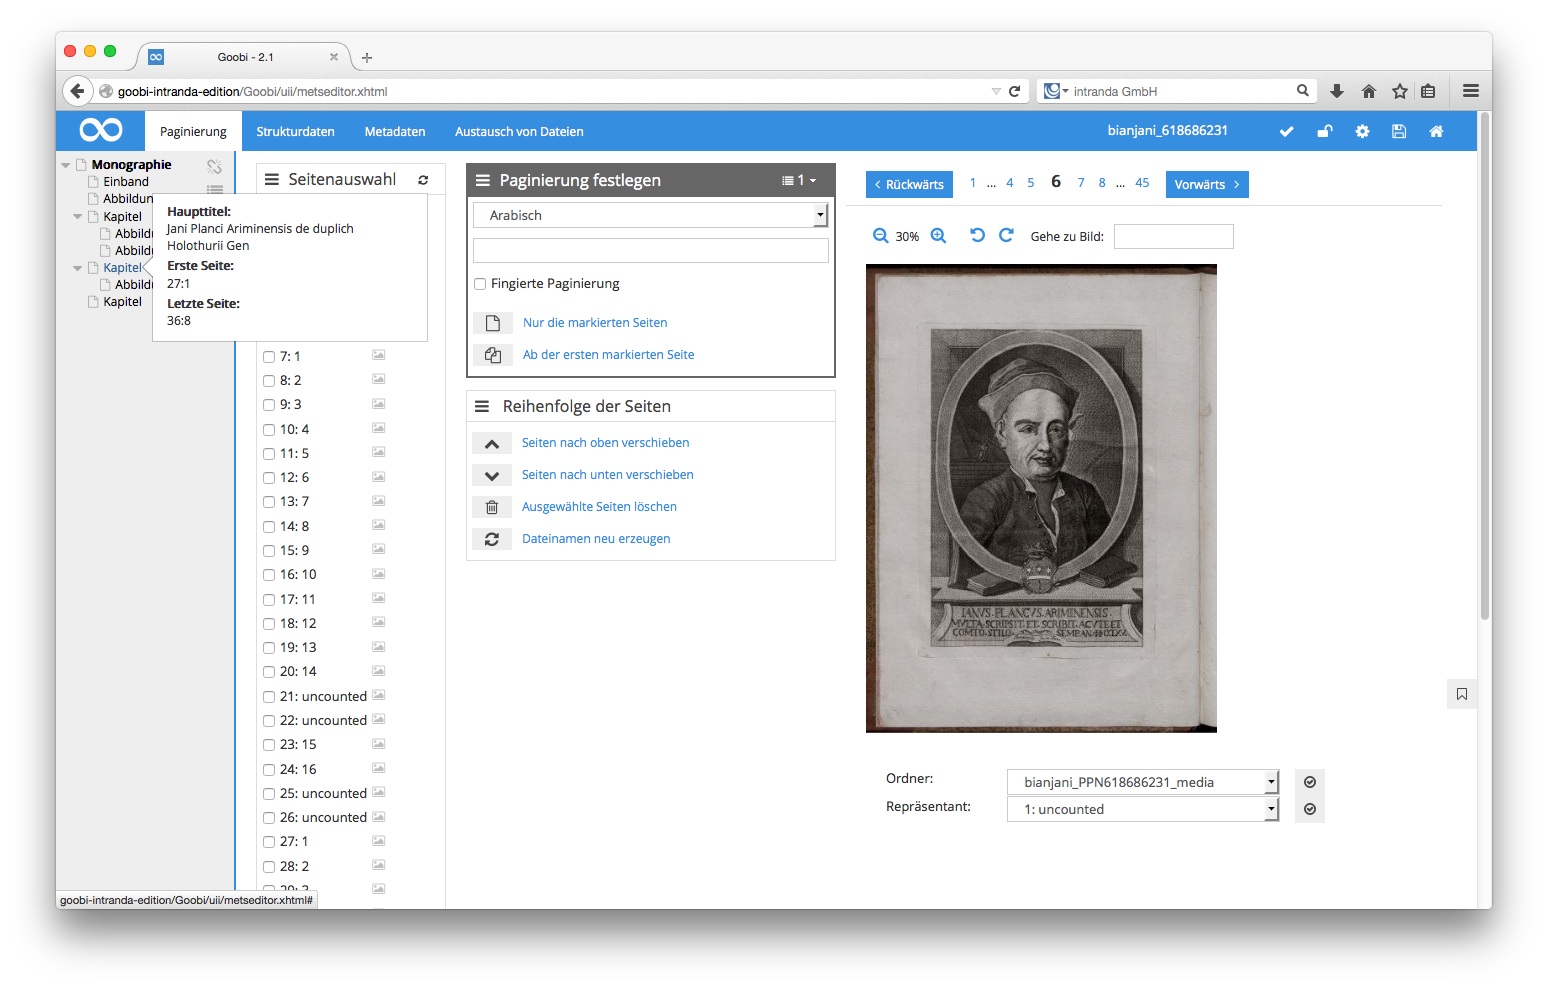 Goobi - 2.1
goobi-intranda-edition/Goobi/uii/metseditor.xhtml
intranda GmbH
Paginierung
Strukturdaten
Metadaten
Austausch von Dateien
bianjani_618686231
Monographie
Einband
Abbildun
Kapitel
Abbild
Abbild
Kapitel
Abbild
Kapitel
Haupttitel:
Jani Planci Ariminensis de duplich
Holothurii Gen
Erste Seite:
27:1
Letzte Seite:
36:8
Seitenauswahl
7: 1
8: 2
9: 3
10: 4
11: 5
12: 6
13: 7
14: 8
15: 9
16: 10
17: 11
18: 12
19: 13
20: 14
21: uncounted
22: uncounted
23: 15
24: 16
25: uncounted
26: uncounted
27: 1
28: 2
29: 3
goobi-intranda-edition/Goobi/uii/metseditor.xhtml#
Paginierung festlegen
1
Arabisch
Fingierte Paginierung
Nur die markierten Seiten
Ab der ersten markierten Seite
Reihenfolge der Seiten
Seiten nach oben verschieben
Seiten nach unten verschieben
Ausgewählte Seiten löschen
Dateinamen neu erzeugen
Rückwärts 1 ... 4 5 6 7 8 ... 45 Vorwärts
30% Gehe zu Bild:
IANVS·PLANCVS·ARIMINENSIS·
MVLTA·SCRIPSIT·ET·SCRIBIT·ACVTE·ET
COMTO·STILO·
Ordner: bianjani_PPN618686231_media
Repräsentant: 1: uncounted